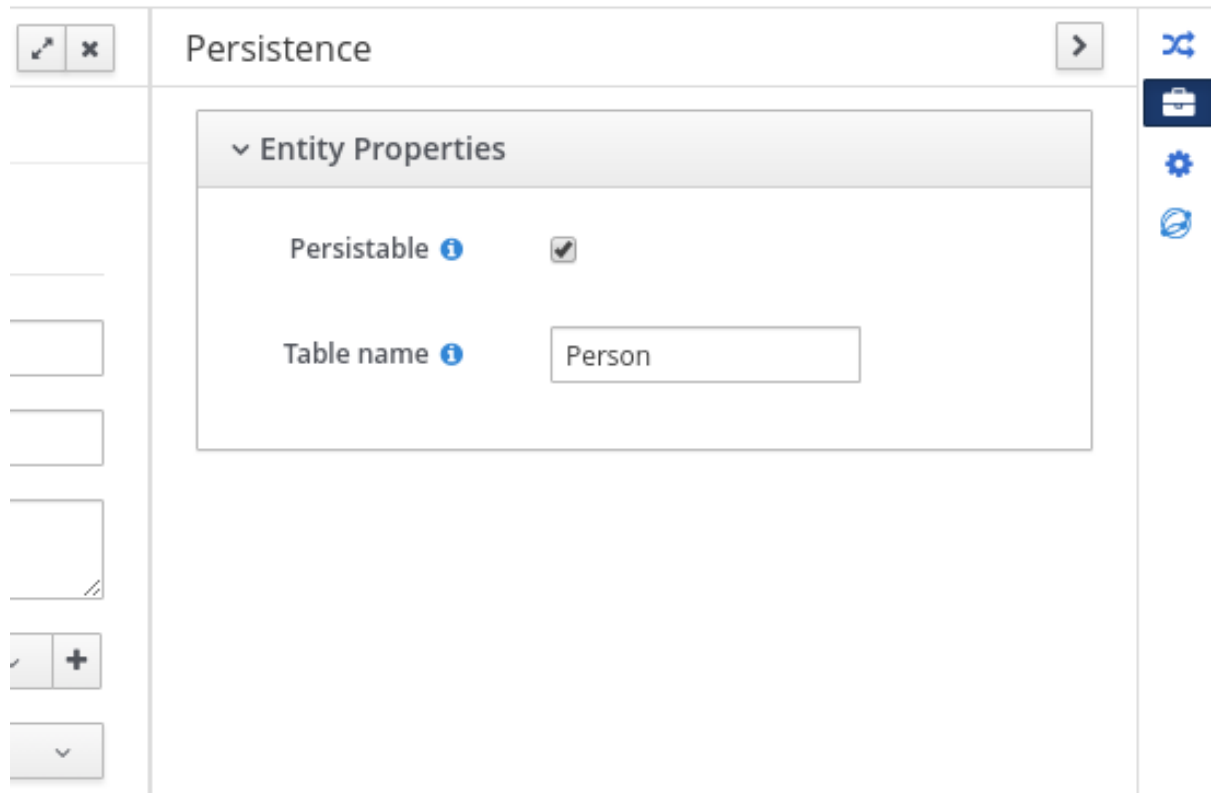 Persistence
Entity Properties
Persistable
Table name
Person